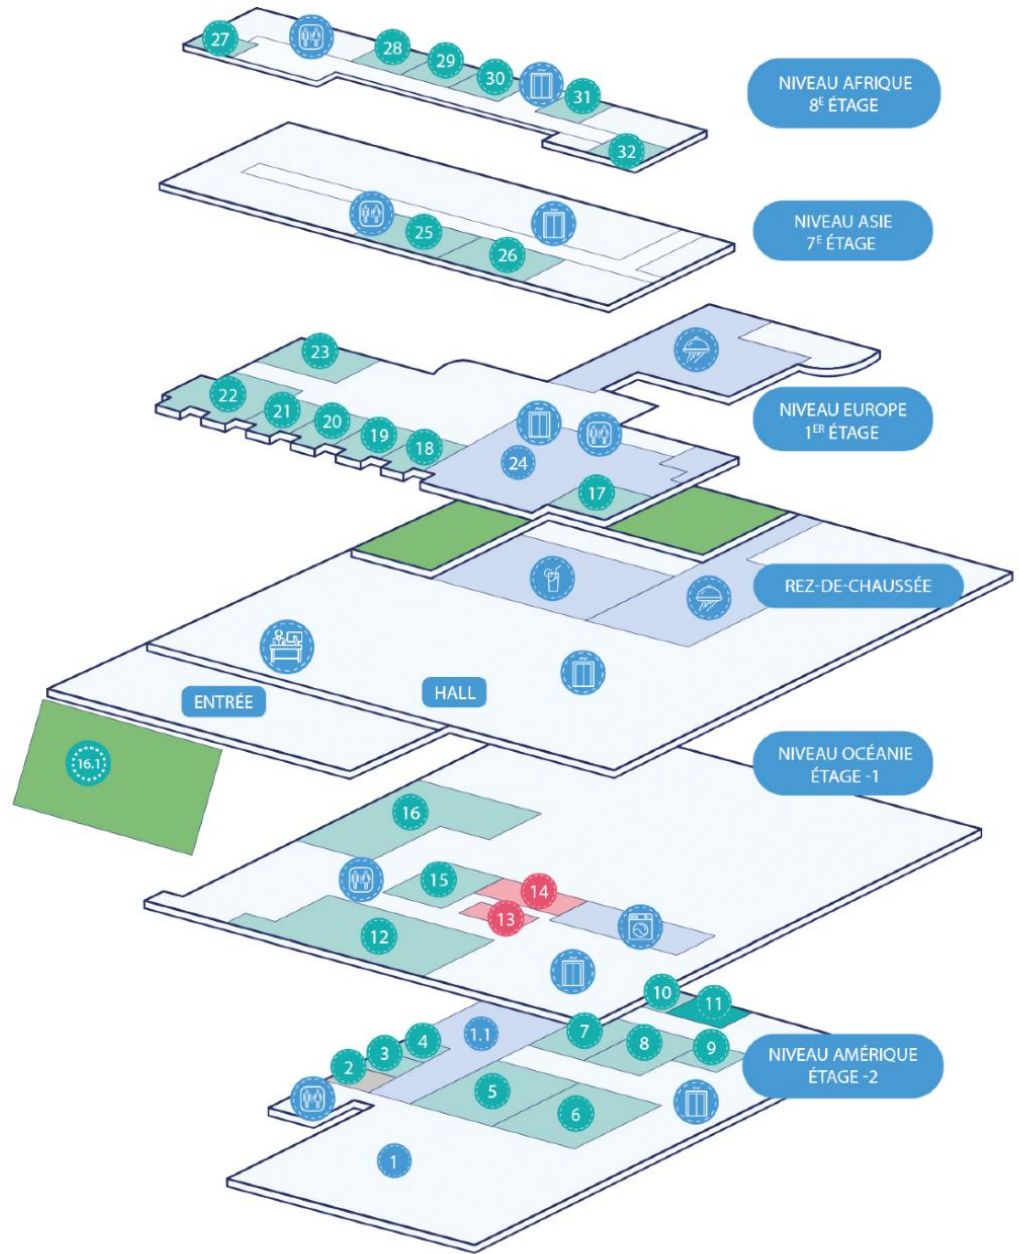 27
28
29
30
31
32
NIVEAU AFRIQUE
8E ÉTAGE
25
26
NIVEAU ASIE
7E ÉTAGE
23
22
21
20
19
18
24
17
NIVEAU EUROPE
1ER ÉTAGE
REZ-DE-CHAUSSÉE
ENTRÉE
HALL
16.1
NIVEAU OCÉANIE
ÉTAGE -1
16
15
14
13
12
10
11
1.1
7
8
9
4
3
2
5
6
1
NIVEAU AMÉRIQUE
ÉTAGE -2